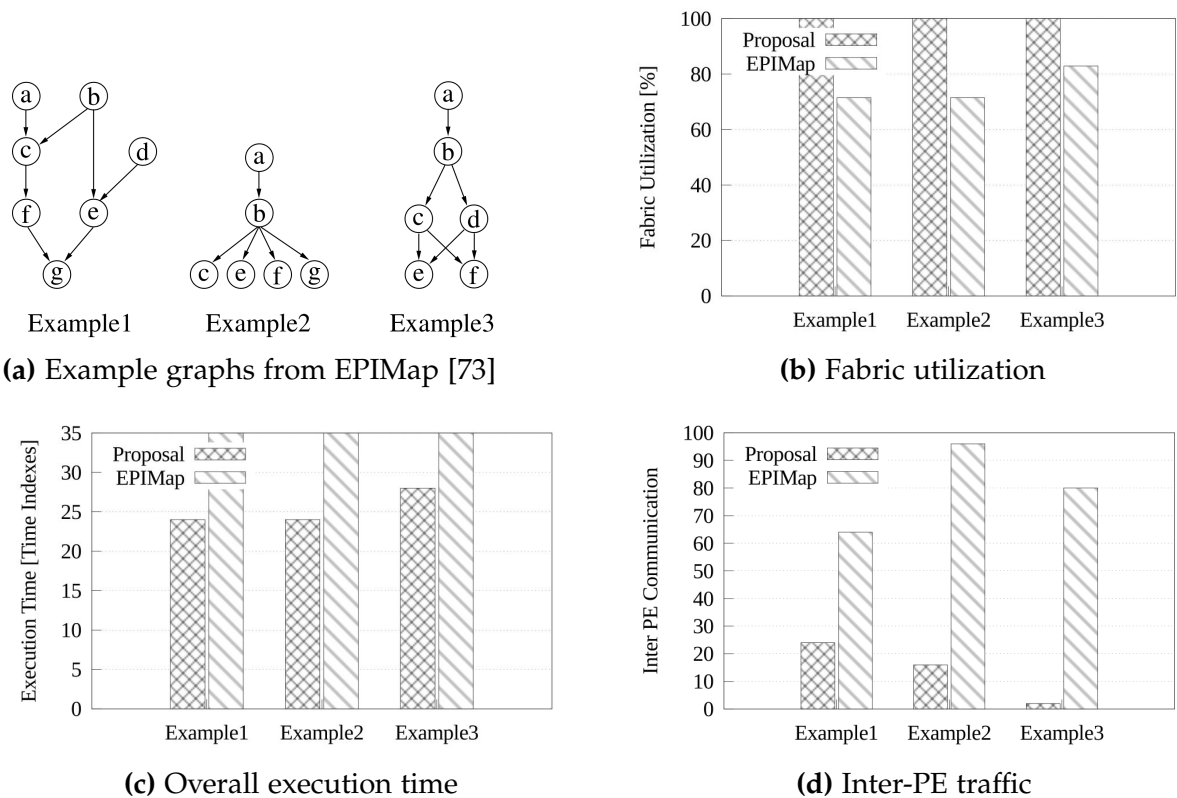 a
b
c
d
f
e
g
Example1
a
b
c
e
f
g
Example2
a
b
c
d
e
f
Example3
(a) Example graphs from EPIMap [73]
Fabric Utilization [%]
100
80
60
40
20
0
Proposal
EPIMap
Example1
Example2
Example3
(b) Fabric utilization
Execution Time [Time Indexes]
35
30
25
20
15
10
5
0
Proposal
EPIMap
Example1
Example2
Example3
(c) Overall execution time
Inter PE Communication
100
90
80
70
60
50
40
30
20
10
0
Proposal
EPIMap
Example1
Example2
Example3
(d) Inter-PE traffic